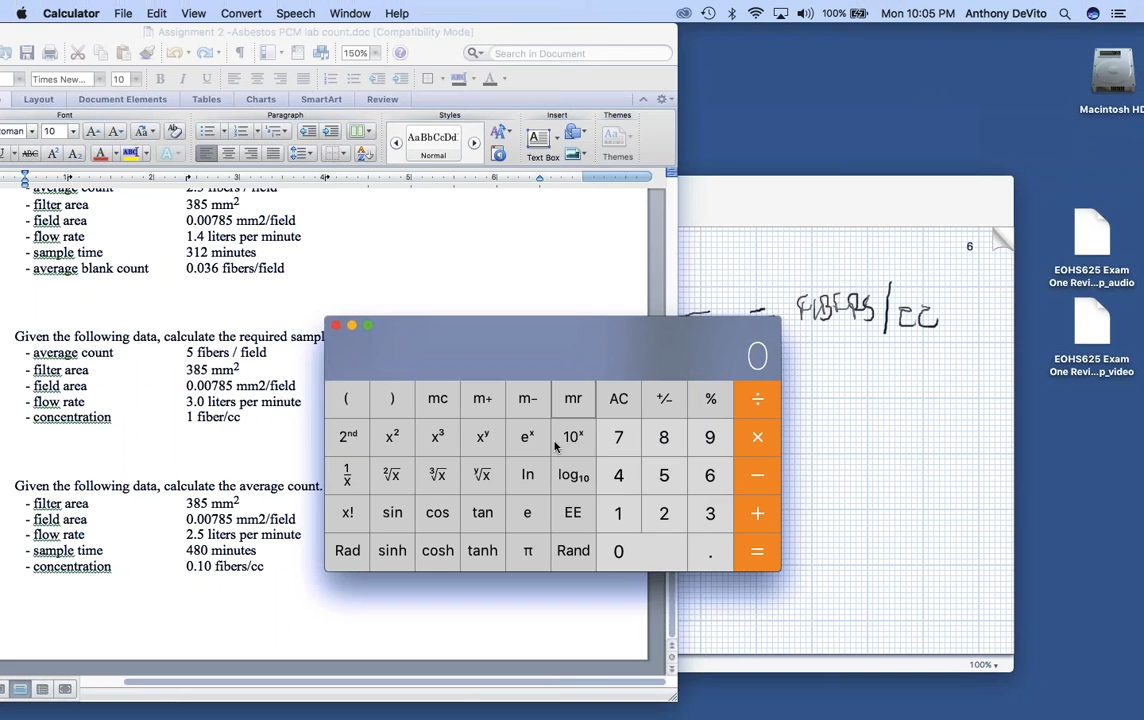 Calculator File Edit View Convert Speech Window Help 100% Mon 10:05 PM Anthony DeVito
Assignment 2 -Asbestos PCM lab count.doc [Compatibility Mode]
150% Search in Document
Times New... 10 B I U
Layout Document Elements Tables Charts SmartArt Review
Font Paragraph Styles Insert Themes
oman 10 Aa AaBbCcDd Normal Text Box Themes
- average count 2.5 fibers / field
- filter area 385 mm2
- field area 0.00785 mm2/field
- flow rate 1.4 liters per minute
- sample time 312 minutes
- average blank count 0.036 fibers/field
Given the following data, calculate the required sampl
- average count 5 fibers / field
- filter area 385 mm2
- field area 0.00785 mm2/field
- flow rate 3.0 liters per minute
- concentration 1 fiber/cc
Given the following data, calculate the average count.
- filter area 385 mm2
- field area 0.00785 mm2/field
- flow rate 2.5 liters per minute
- sample time 480 minutes
- concentration 0.10 fibers/cc
0
( ) mc m+ m- mr AC +/- % ÷
2nd x2 x3 xy ex 10x 7 8 9 ×
1/x 2√x 3√x y√x ln log10 4 5 6 −
x! sin cos tan e EE 1 2 3 +
Rad sinh cosh tanh π Rand 0 . =
6
= FIBERS/CC
100%
Macintosh HD
EOHS625 Exam
One Revi...p_audio
EOHS625 Exam
One Revi...p_video